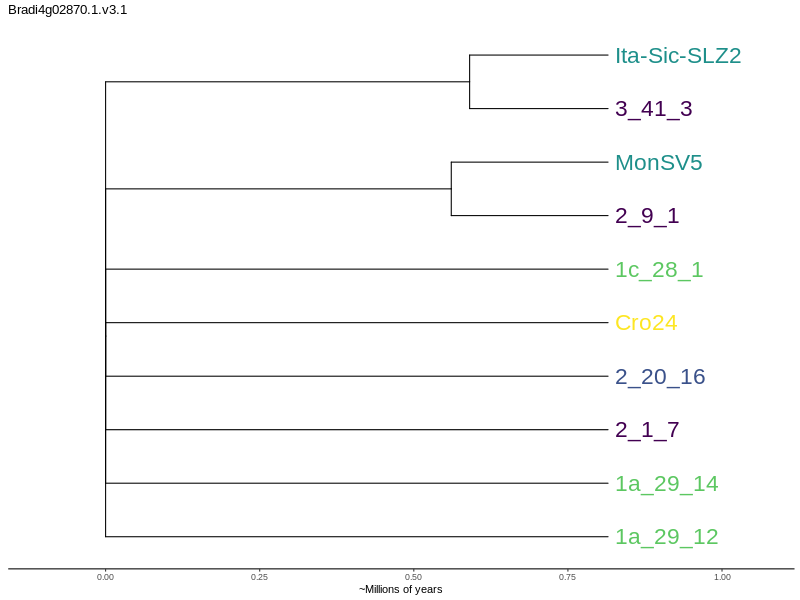 Bradi4g02870.1.v3.1
Ita-Sic-SLZ2
3_41_3
MonSV5
2_9_1
1c_28_1
Cro24
2_20_16
2_1_7
1a_29_14
1a_29_12
0.00 0.25 0.50 0.75 1.00
~Millions of years